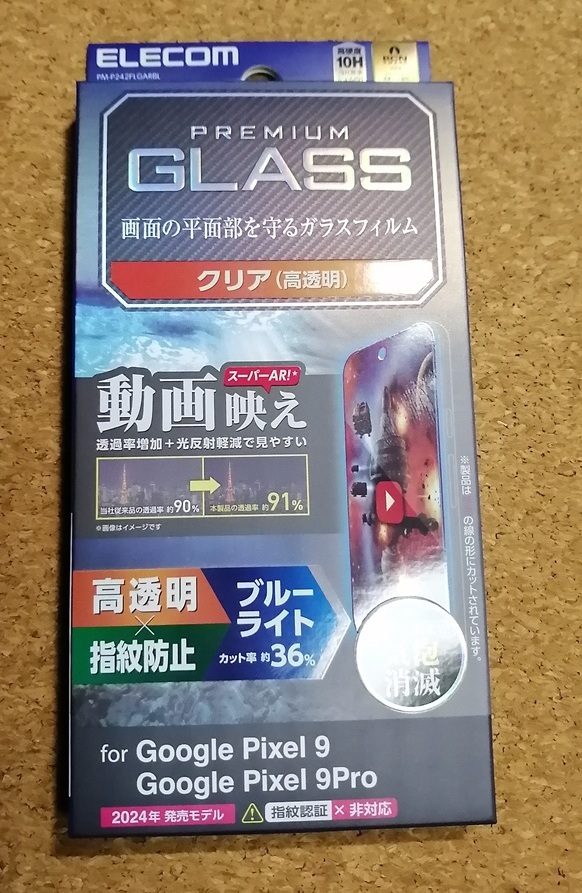 ELECOM
PM-P242FLGARBL
高硬度
10H
PREMIUM
GLASS
画面の平面部を守るガラスフィルム
クリア(高透明)
スーパーAR!*
動画映え
透過率増加+光反射軽減で見やすい
当社従来品の透過率 約90%
本製品の透過率 約91%
※画像はイメージです
※製品は の線の形にカットされています。
高透明
×
指紋防止
ブルー
ライト
カット率 約36%
消滅
for Google Pixel 9
Google Pixel 9Pro
2024年 発売モデル
指紋認証 × 非対応